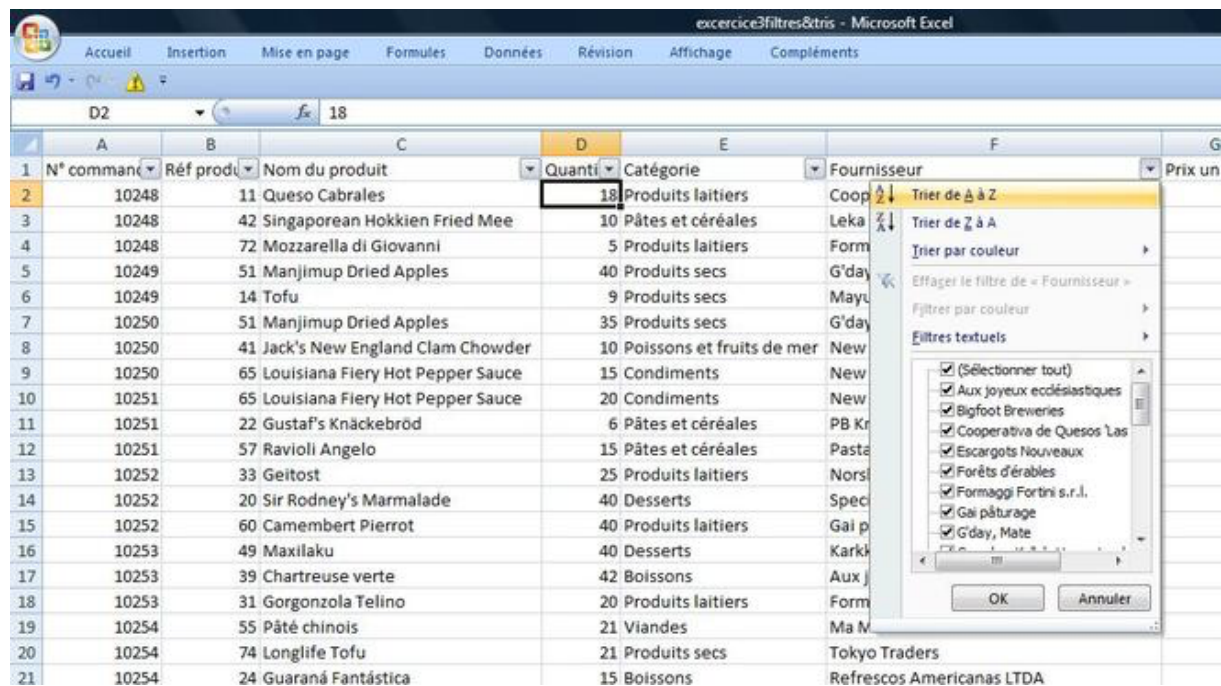 excercice3filtres&tris - Microsoft Excel
Accueil Insertion Mise en page Formules Données Révision Affichage Compléments
D2 fx 18
A B C D E F G
1 N° command Réf produ Nom du produit Quanti Catégorie Fournisseur Prix un
2 10248 11 Queso Cabrales 18 Produits laitiers Coop
3 10248 42 Singaporean Hokkien Fried Mee 10 Pâtes et céréales Leka
4 10248 72 Mozzarella di Giovanni 5 Produits laitiers Form
5 10249 51 Manjimup Dried Apples 40 Produits secs G'day
6 10249 14 Tofu 9 Produits secs Mayu
7 10250 51 Manjimup Dried Apples 35 Produits secs G'day
8 10250 41 Jack's New England Clam Chowder 10 Poissons et fruits de mer New
9 10250 65 Louisiana Fiery Hot Pepper Sauce 15 Condiments New
10 10251 65 Louisiana Fiery Hot Pepper Sauce 20 Condiments New
11 10251 22 Gustaf's Knäckebröd 6 Pâtes et céréales PB Kn
12 10251 57 Ravioli Angelo 15 Pâtes et céréales Pasta
13 10252 33 Geitost 25 Produits laitiers Nors
14 10252 20 Sir Rodney's Marmalade 40 Desserts Speci
15 10252 60 Camembert Pierrot 40 Produits laitiers Gai p
16 10253 49 Maxilaku 40 Desserts Karkk
17 10253 39 Chartreuse verte 42 Boissons Aux j
18 10253 31 Gorgonzola Telino 20 Produits laitiers Form
19 10254 55 Pâté chinois 21 Viandes Ma M
20 10254 74 Longlife Tofu 21 Produits secs Tokyo Traders
21 10254 24 Guaraná Fantástica 15 Boissons Refrescos Americanas LTDA
Trier de A à Z
Trier de Z à A
Trier par couleur
Effacer le filtre de « Fournisseur »
Filtrer par couleur
Filtres textuels
(Sélectionner tout)
Aux joyeux ecclésiastiques
Bigfoot Breweries
Cooperativa de Quesos 'Las
Escargots Nouveaux
Forêts d'érables
Formaggi Fortini s.r.l.
Gai pâturage
G'day, Mate
OK Annuler